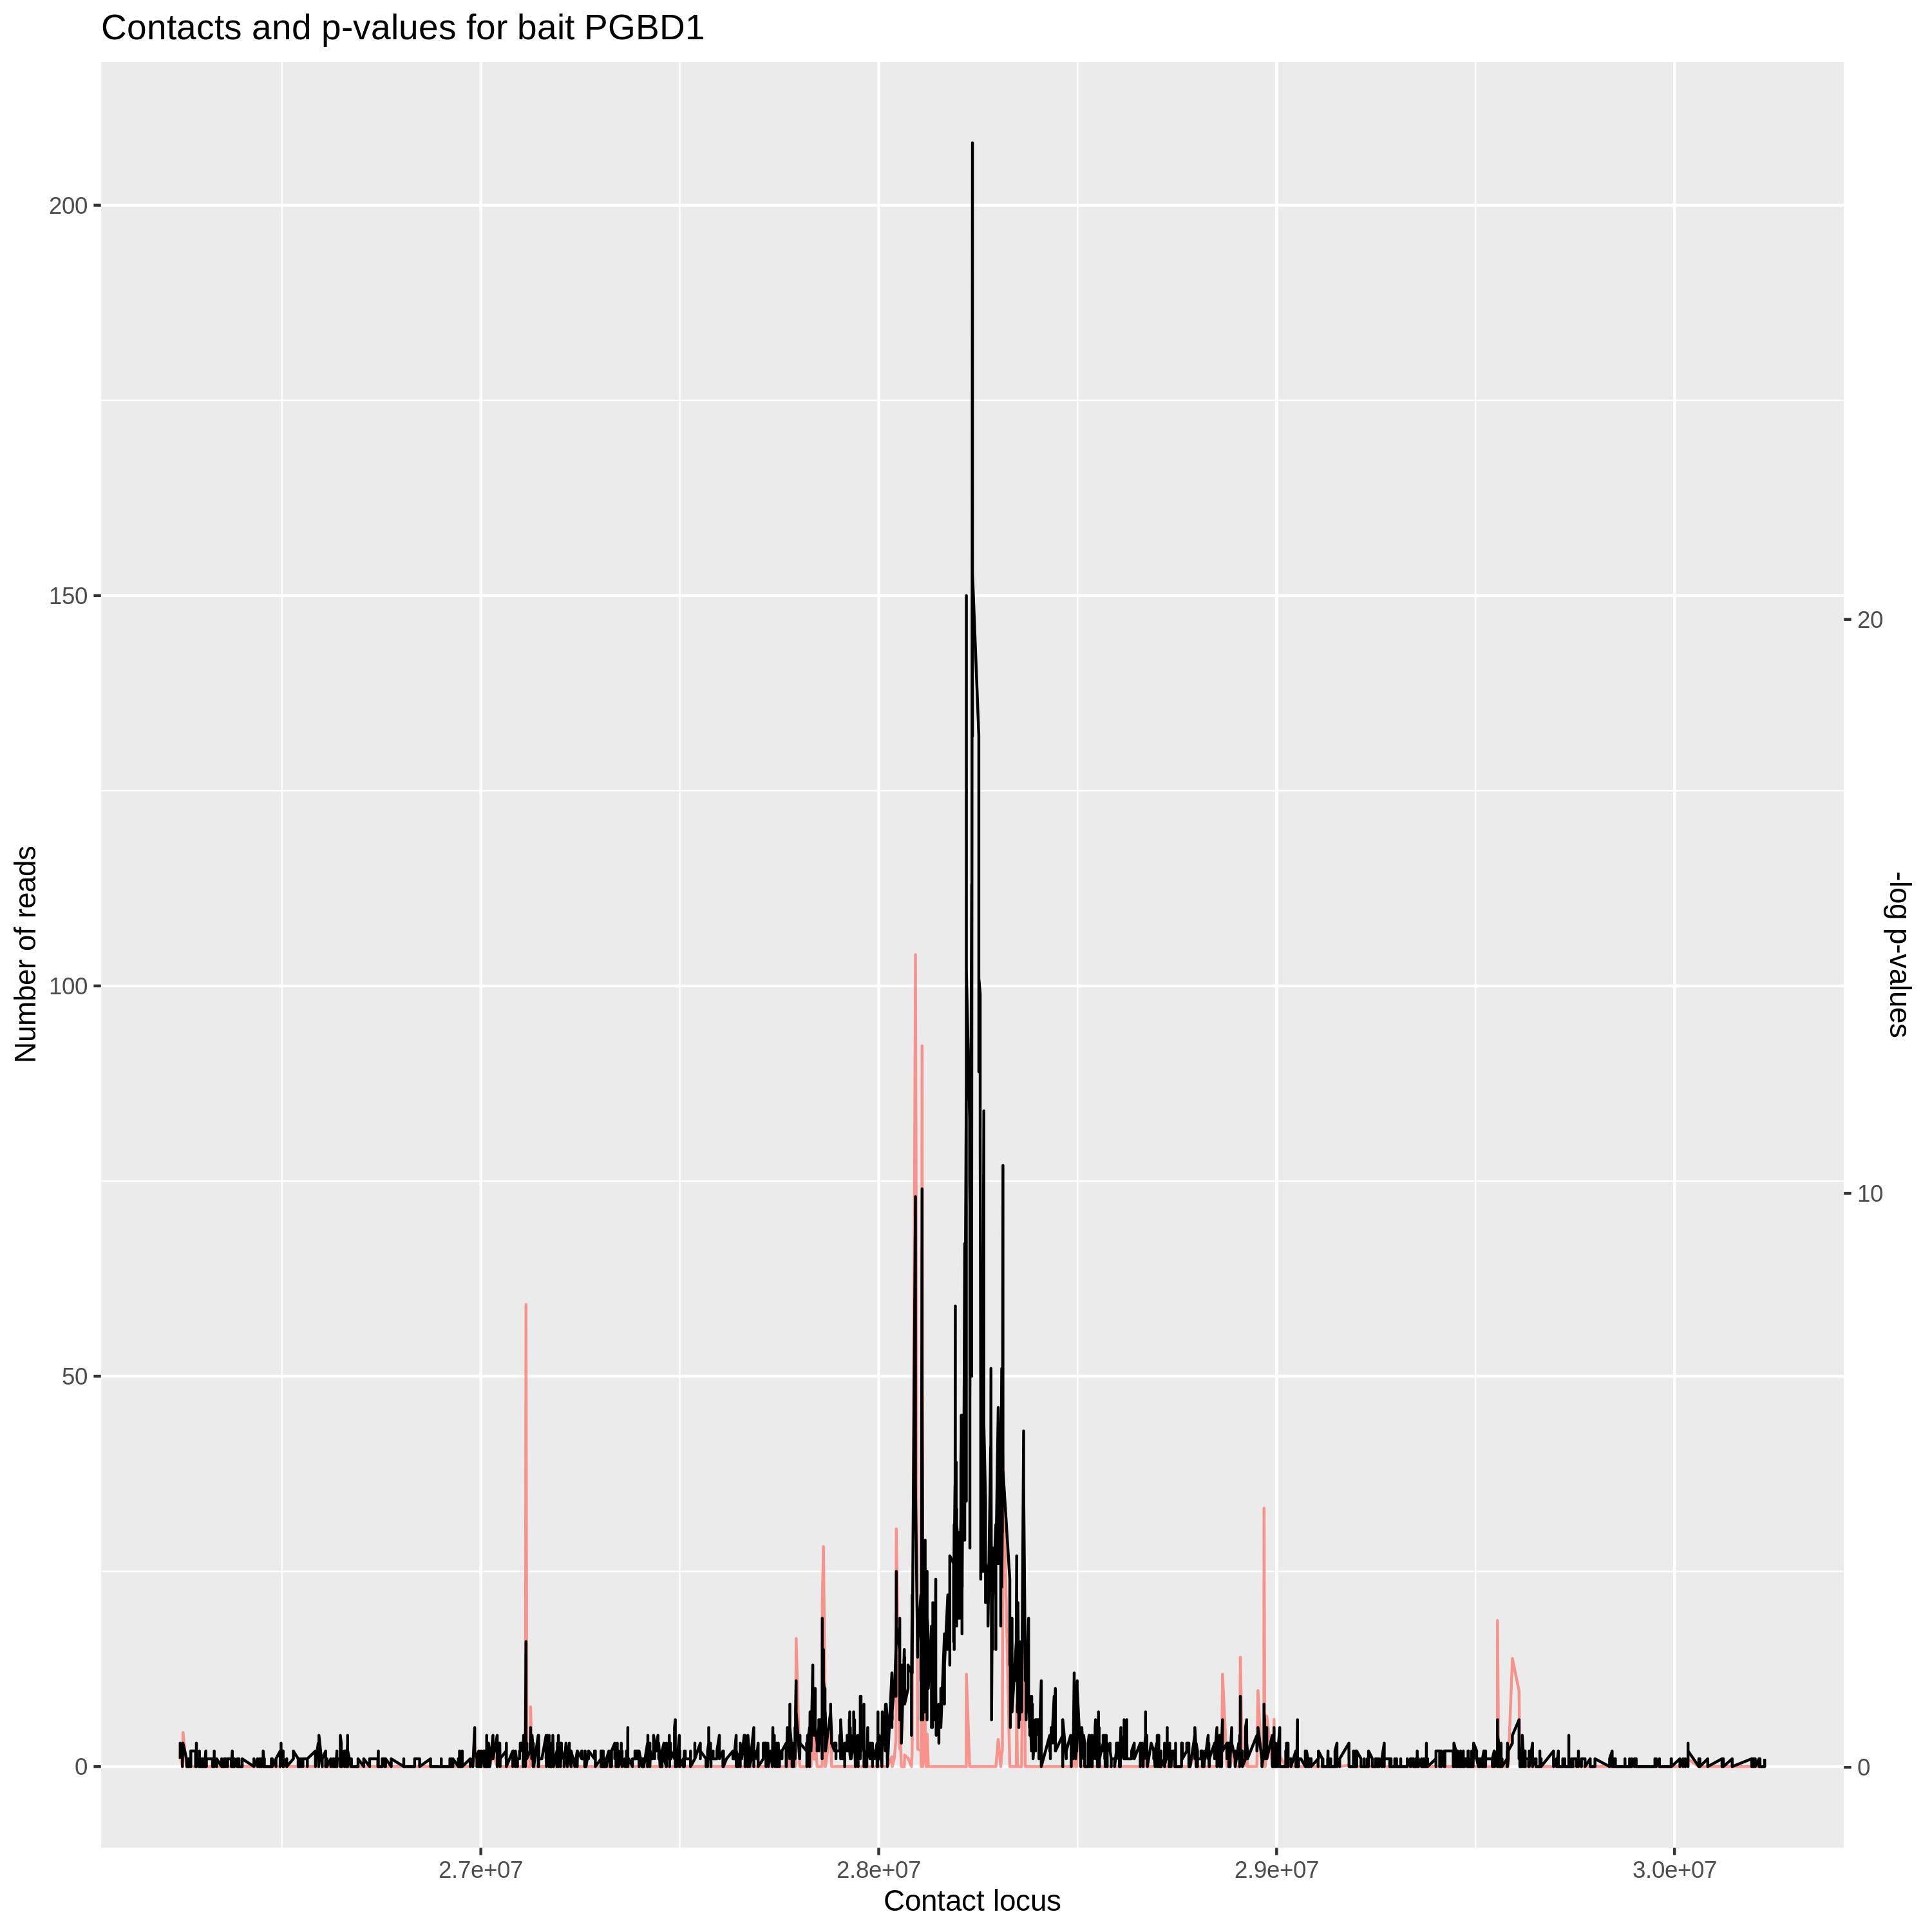 Contacts and p-values for bait PGBD1
200
150
100
50
0
Number of reads
20
10
0
-log p-values
2.7e+07 2.8e+07 2.9e+07 3.0e+07
Contact locus